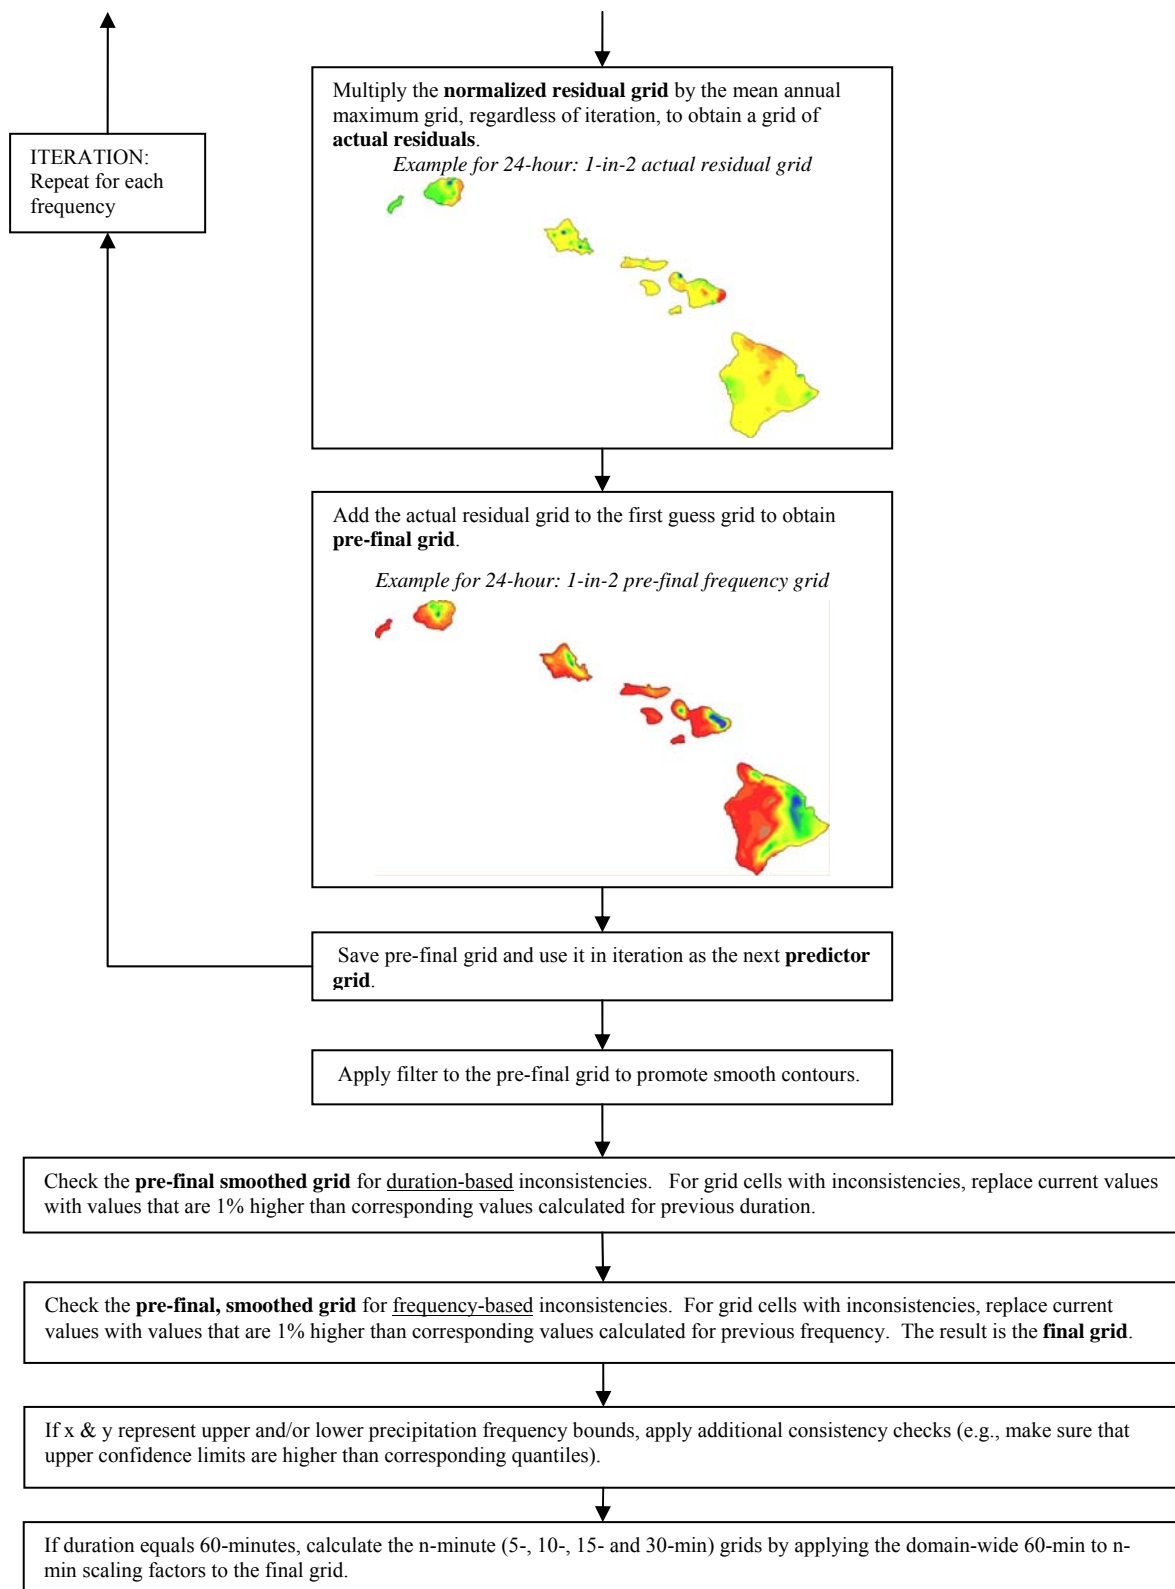 Multiply the normalized residual grid by the mean annual
maximum grid, regardless of iteration, to obtain a grid of
actual residuals.
Example for 24-hour: 1-in-2 actual residual grid
ITERATION:
Repeat for each
frequency
Add the actual residual grid to the first guess grid to obtain
pre-final grid.
Example for 24-hour: 1-in-2 pre-final frequency grid
Save pre-final grid and use it in iteration as the next predictor
grid.
Apply filter to the pre-final grid to promote smooth contours.
Check the pre-final smoothed grid for duration-based inconsistencies. For grid cells with inconsistencies, replace current values
with values that are 1% higher than corresponding values calculated for previous duration.
Check the pre-final, smoothed grid for frequency-based inconsistencies. For grid cells with inconsistencies, replace current
values with values that are 1% higher than corresponding values calculated for previous frequency. The result is the final grid.
If x & y represent upper and/or lower precipitation frequency bounds, apply additional consistency checks (e.g., make sure that
upper confidence limits are higher than corresponding quantiles).
If duration equals 60-minutes, calculate the n-minute (5-, 10-, 15- and 30-min) grids by applying the domain-wide 60-min to n-
min scaling factors to the final grid.